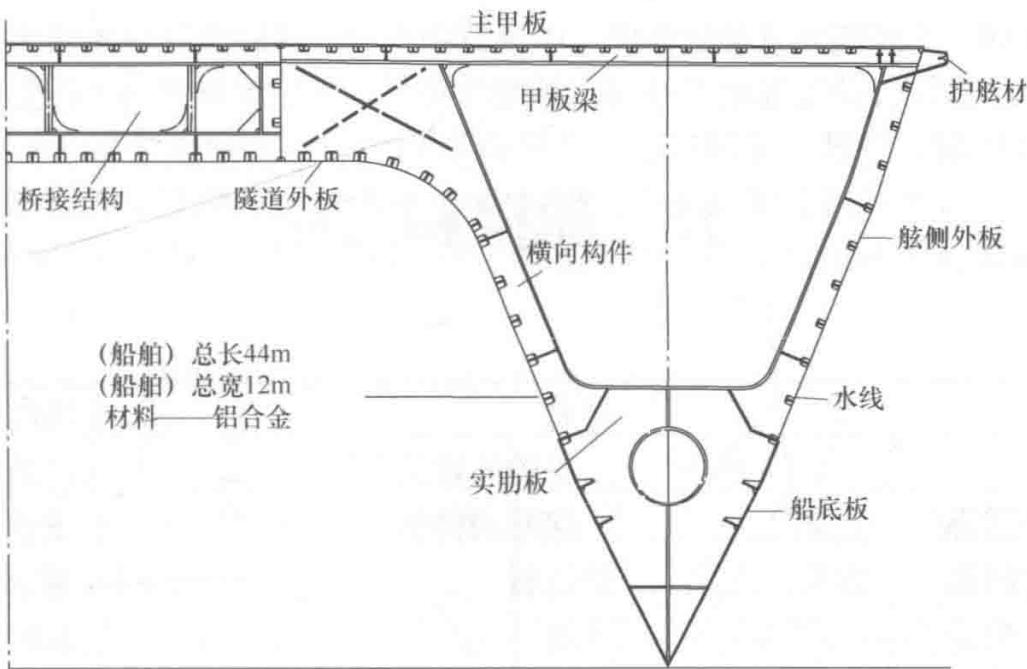 主甲板
护舷材
甲板梁
桥接结构
隧道外板
舷侧外板
横向构件
(船舶) 总长44m
(船舶) 总宽12m
材料——铝合金
水线
实肋板
船底板